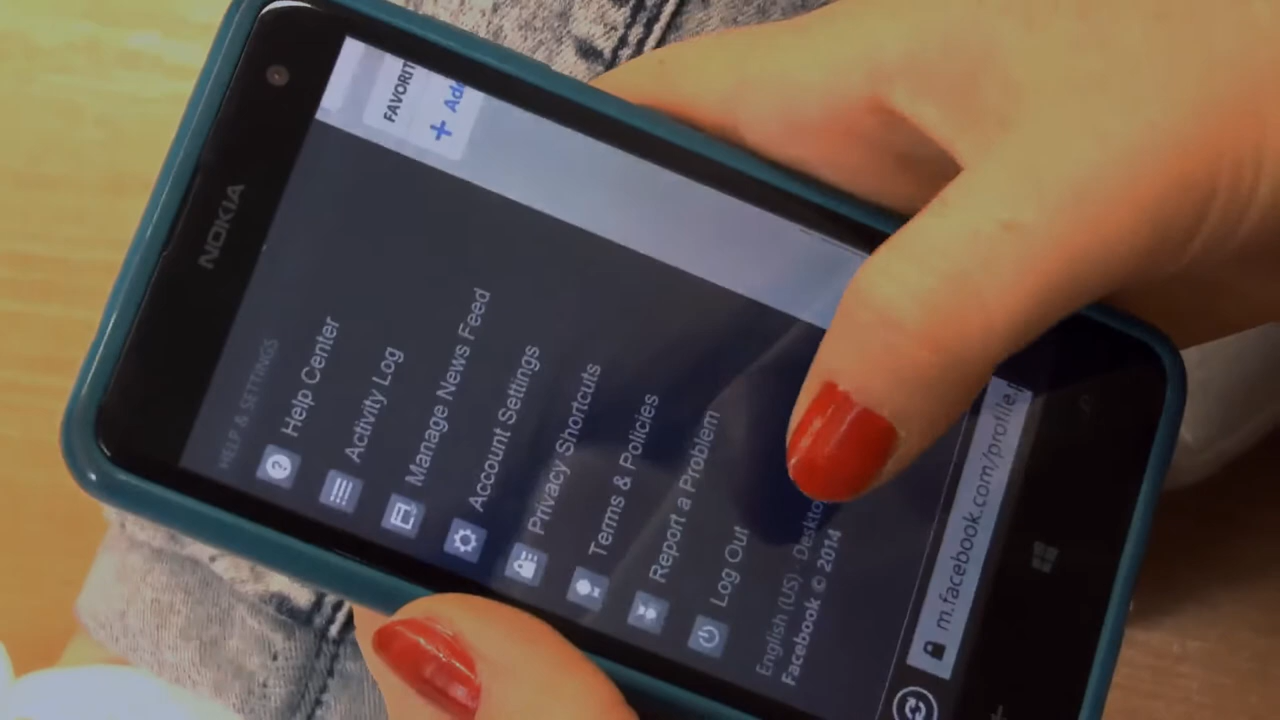 NOKIA
FAVORIT
+ Add
HELP & SETTINGS
Help Center
Activity Log
Manage News Feed
Account Settings
Privacy Shortcuts
Terms & Policies
Report a Problem
Log Out
English (US) · Deskto
Facebook © 2014
m.facebook.com/profile.p